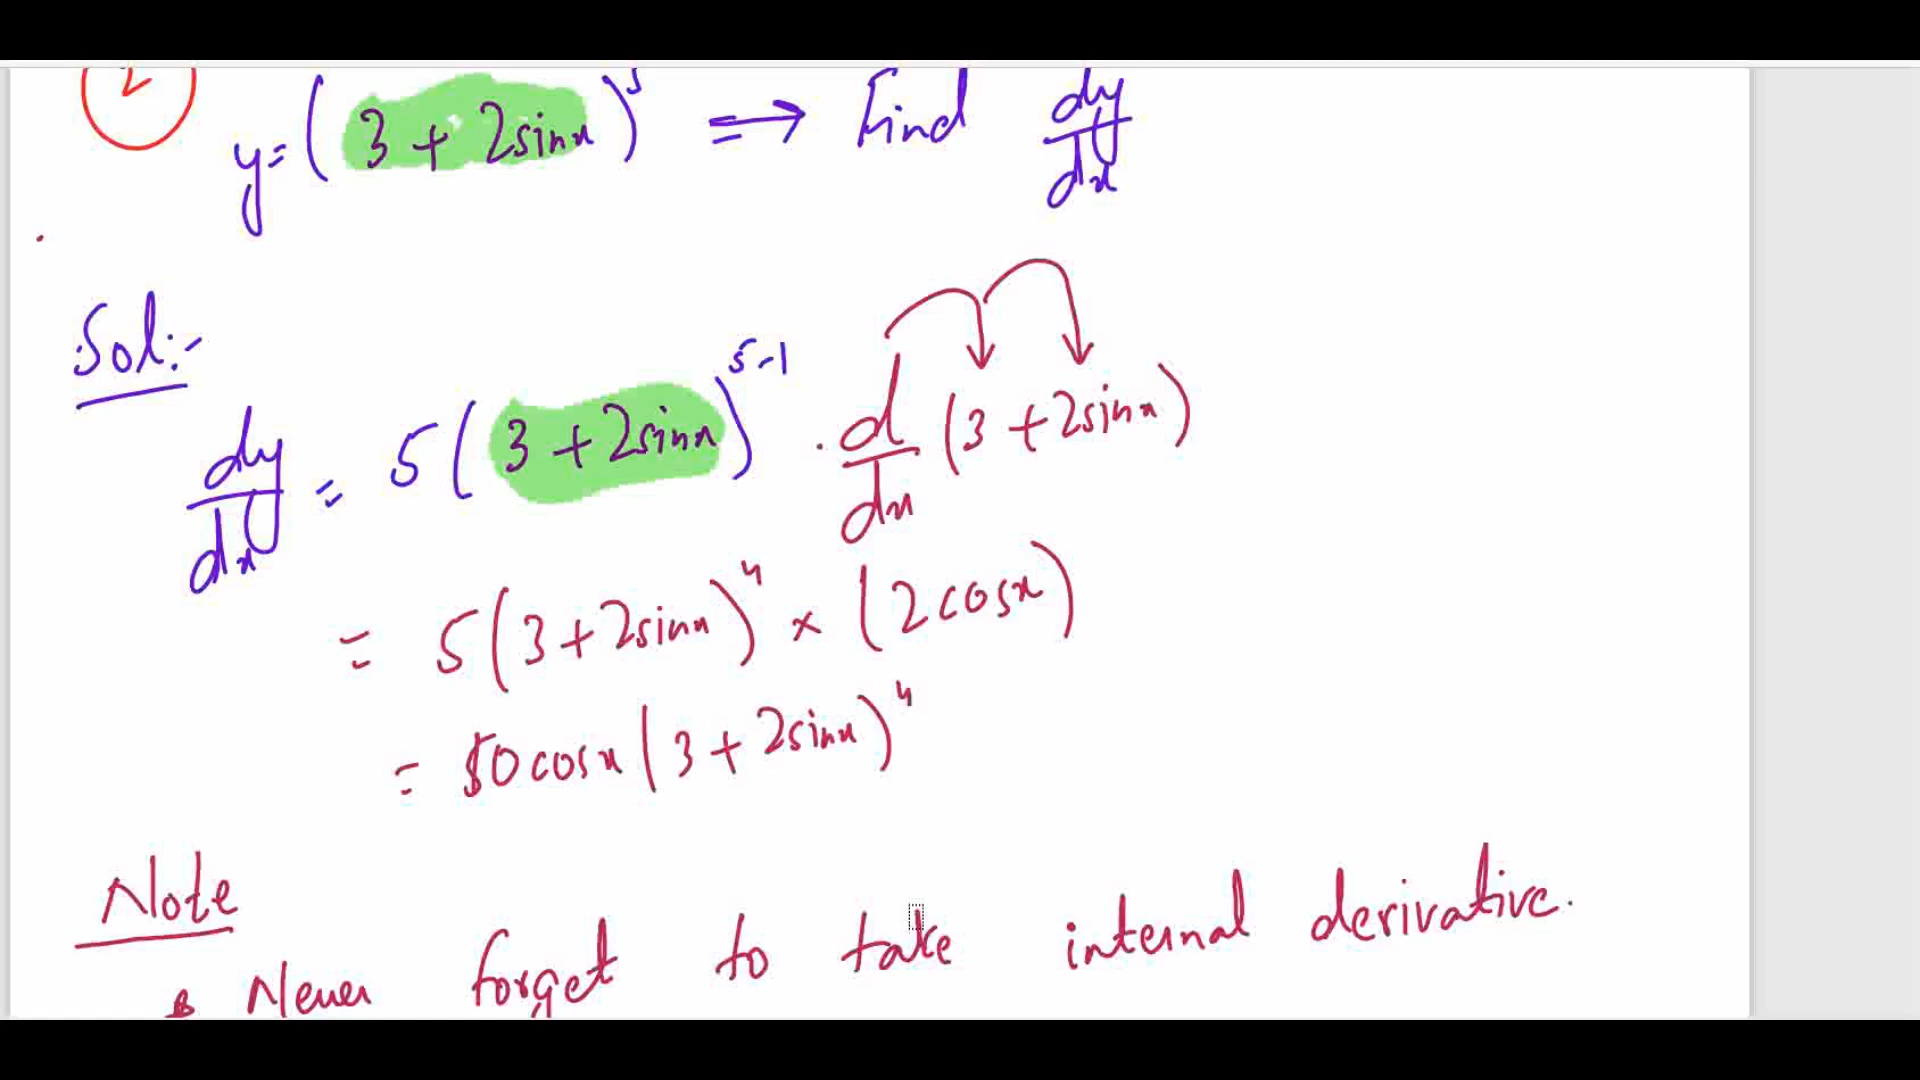 2
y = (3 + 2sinx)^5 ⟹ Find dy/dx
Sol:-
dy/dx = 5(3 + 2sinx)^{5-1} . d/dx (3 + 2sinx)
= 5(3 + 2sinx)^4 × (2cosx)
= 10cosx(3 + 2sinx)^4
Note
Never forget to take internal derivative.